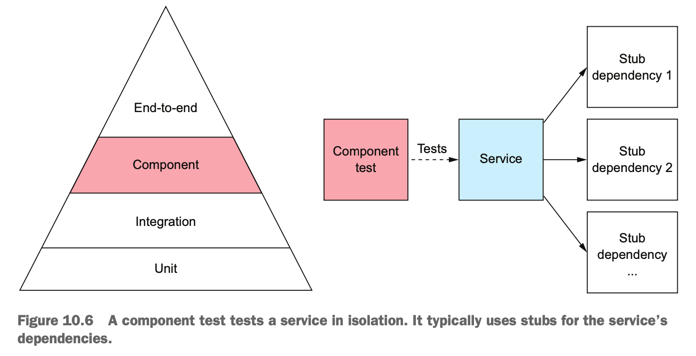 End-to-end
Component
Integration
Unit
Component
test
Tests
Service
Stub
dependency 1
Stub
dependency 2
Stub
dependency
...
Figure 10.6 A component test tests a service in isolation. It typically uses stubs for the service’s
dependencies.